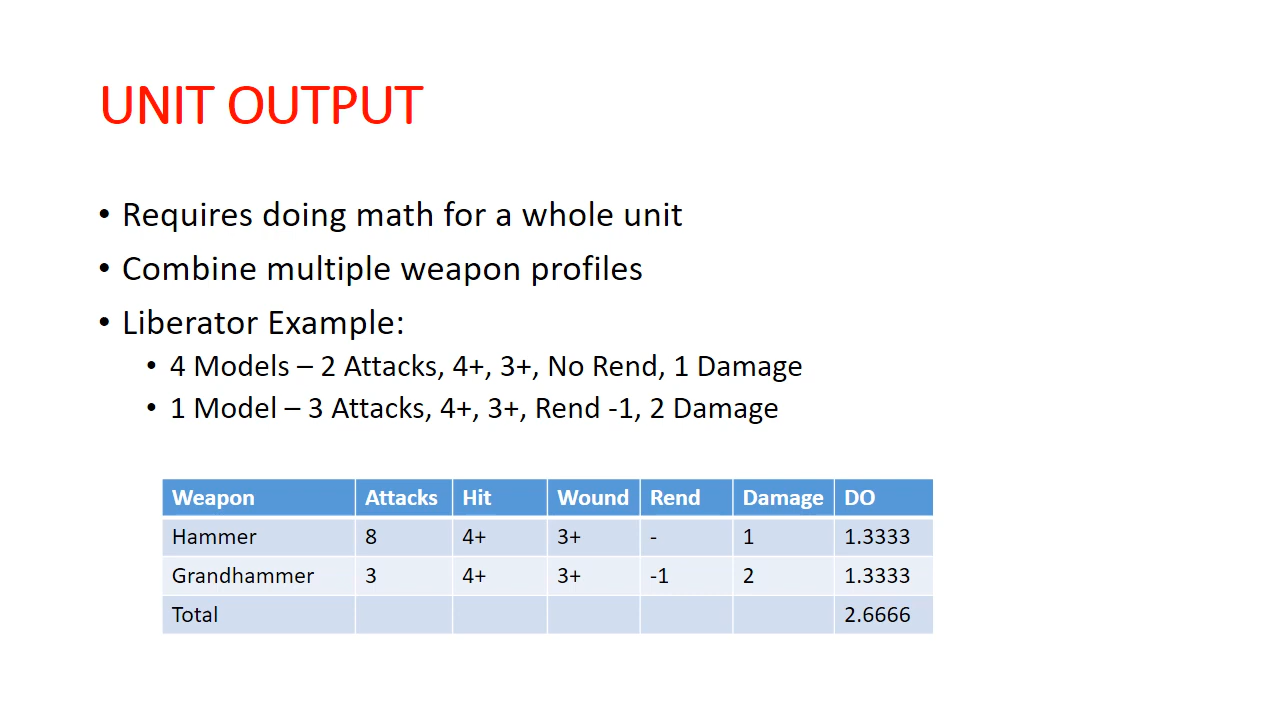 UNIT OUTPUT
• Requires doing math for a whole unit
• Combine multiple weapon profiles
• Liberator Example:
• 4 Models – 2 Attacks, 4+, 3+, No Rend, 1 Damage
• 1 Model – 3 Attacks, 4+, 3+, Rend -1, 2 Damage
Weapon Attacks Hit Wound Rend Damage DO
Hammer 8 4+ 3+ - 1 1.3333
Grandhammer 3 4+ 3+ -1 2 1.3333
Total 2.6666